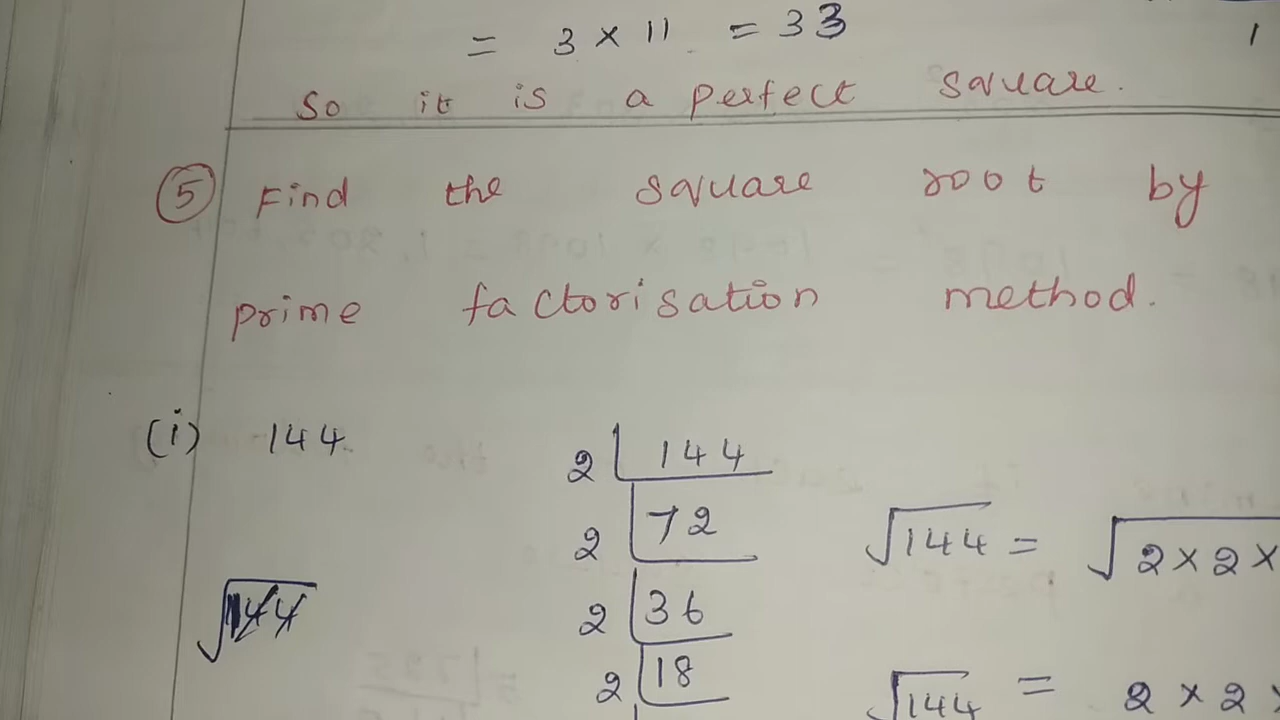 = 3 × 11 = 33
So it is a perfect square.
5 Find the square root by
prime factorisation method.
(i) 144
2 144
2 72
√144 = √2 × 2 ×
2 36
√144
2 18
√144 = 2 × 2 ×